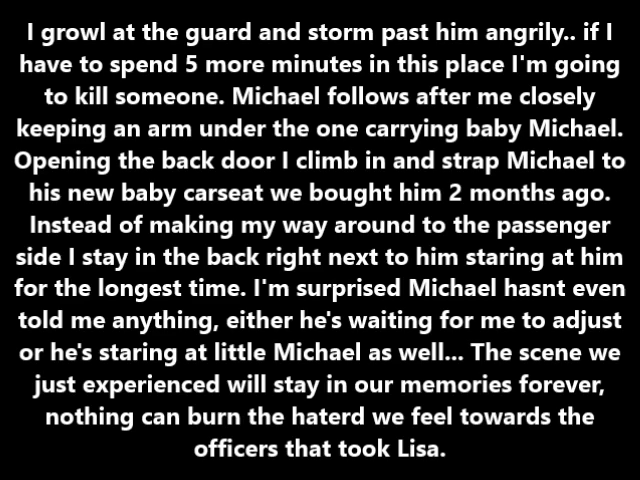 I growl at the guard and storm past him angrily.. if I
have to spend 5 more minutes in this place I'm going
to kill someone. Michael follows after me closely
keeping an arm under the one carrying baby Michael.
Opening the back door I climb in and strap Michael to
his new baby carseat we bought him 2 months ago.
Instead of making my way around to the passenger
side I stay in the back right next to him staring at him
for the longest time. I'm surprised Michael hasnt even
told me anything, either he's waiting for me to adjust
or he's staring at little Michael as well... The scene we
just experienced will stay in our memories forever,
nothing can burn the haterd we feel towards the
officers that took Lisa.